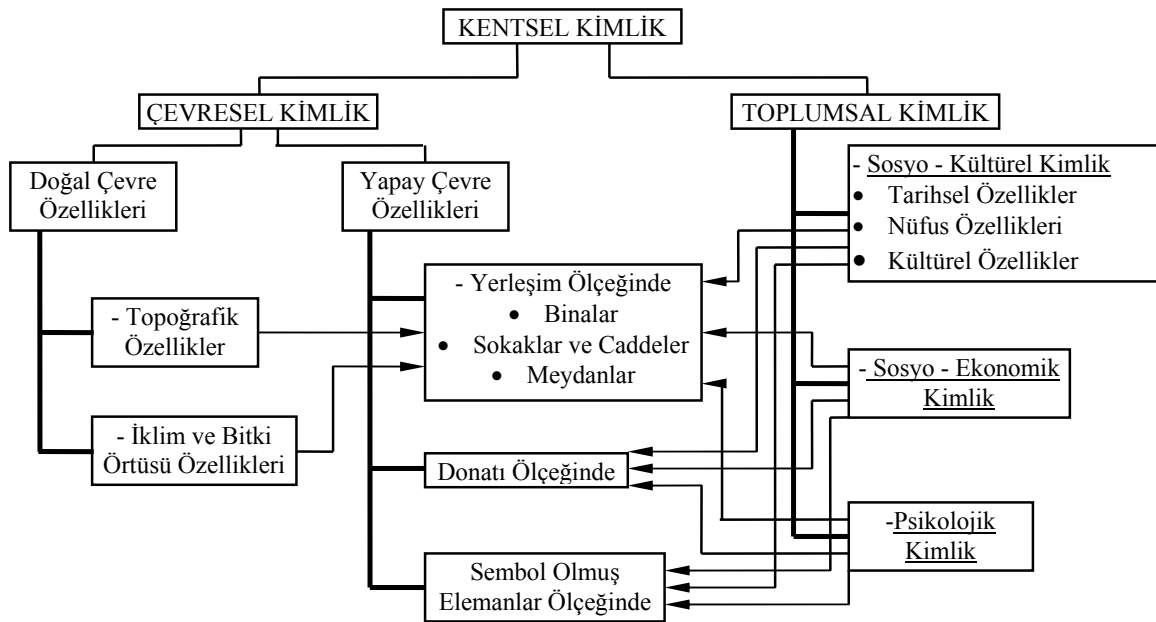 KENTSEL KİMLİK
ÇEVRESEL KİMLİK
TOPLUMSAL KİMLİK
Doğal Çevre
Özellikleri
Yapay Çevre
Özellikleri
- Topoğrafik
Özellikler
- İklim ve Bitki
Örtüsü Özellikleri
- Yerleşim Ölçeğinde
• Binalar
• Sokaklar ve Caddeler
• Meydanlar
Donatı Ölçeğinde
Sembol Olmuş
Elemanlar Ölçeğinde
- Sosyo - Kültürel Kimlik
• Tarihsel Özellikler
• Nüfus Özellikleri
• Kültürel Özellikler
- Sosyo - Ekonomik
Kimlik
-Psikolojik
Kimlik